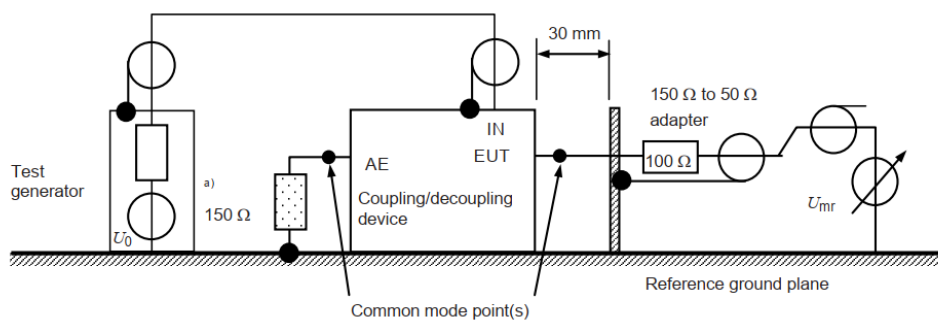 30 mm
150 Ω to 50 Ω
adapter
IN
EUT
100 Ω
AE
Test
generator
a)
150 Ω
Coupling/decoupling
device
U0
Umr
Reference ground plane
Common mode point(s)